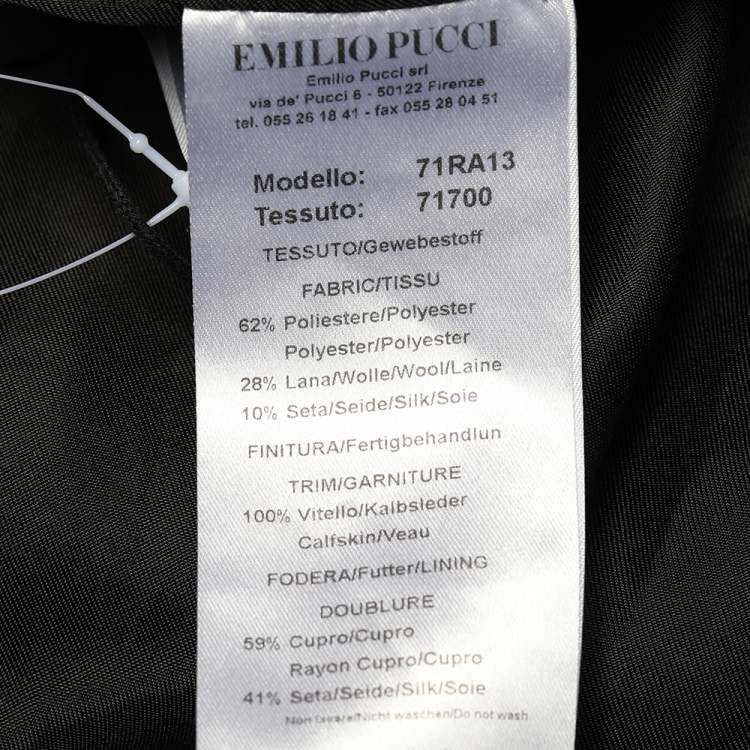 EMILIO PUCCI
Emilio Pucci srl
via de' Pucci 6 - 50122 Firenze
tel. 055 26 18 41 - fax 055 28 04 51
Modello: 71RA13
Tessuto: 71700
TESSUTO/Gewebestoff
FABRIC/TISSU
62% Poliestere/Polyester
Polyester/Polyester
28% Lana/Wolle/Wool/Laine
10% Seta/Seide/Silk/Soie
FINITURA/Fertigbehandlun
TRIM/GARNITURE
100% Vitello/Kalbsleder
Calfskin/Veau
FODERA/Futter/LINING
DOUBLURE
59% Cupro/Cupro
Rayon Cupro/Cupro
41% Seta/Seide/Silk/Soie
Non lavare/Nicht waschen/Do not wash